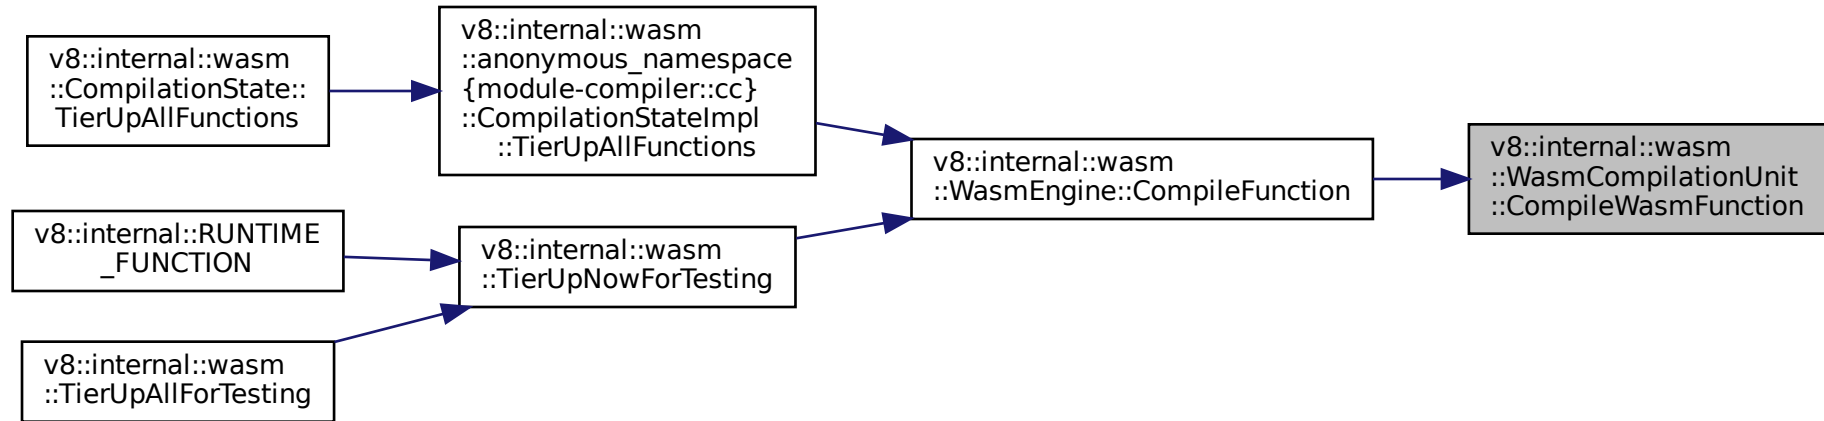 v8::internal::wasm
::CompilationState::
TierUpAllFunctions
v8::internal::wasm
::anonymous_namespace
{module-compiler::cc}
::CompilationStateImpl
::TierUpAllFunctions
v8::internal::RUNTIME
_FUNCTION
v8::internal::wasm
::TierUpAllForTesting
v8::internal::wasm
::TierUpNowForTesting
v8::internal::wasm
::WasmEngine::CompileFunction
v8::internal::wasm
::WasmCompilationUnit
::CompileWasmFunction